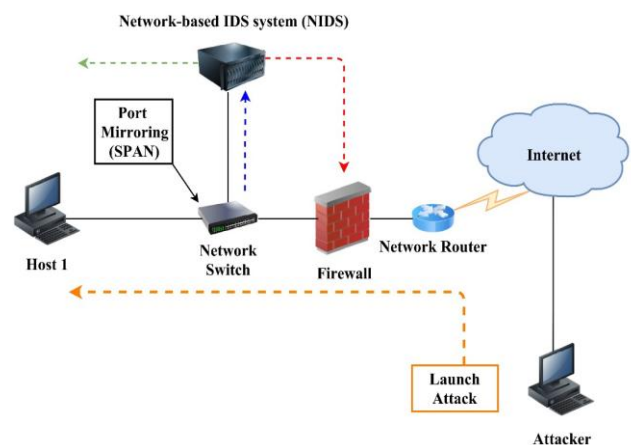 Network-based IDS system (NIDS)
Port
Mirroring
(SPAN)
Internet
Host 1
Network
Switch
Firewall
Network Router
Launch
Attack
Attacker